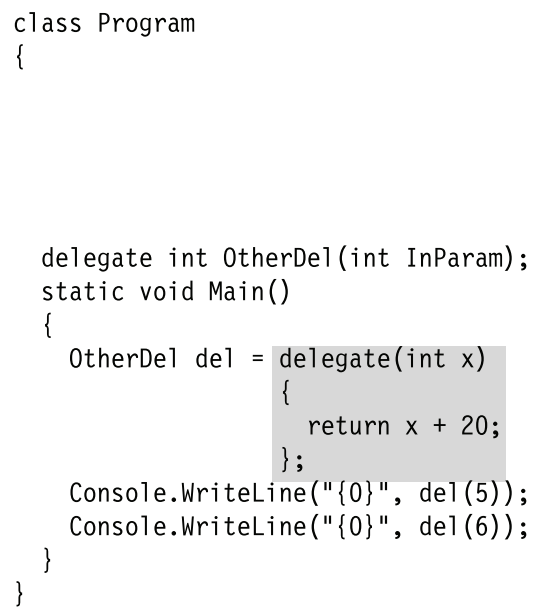 class Program
{
delegate int OtherDel(int InParam);
static void Main()
{
OtherDel del = delegate(int x)
{
return x + 20;
};
Console.WriteLine("{0}", del(5));
Console.WriteLine("{0}", del(6));
}
}